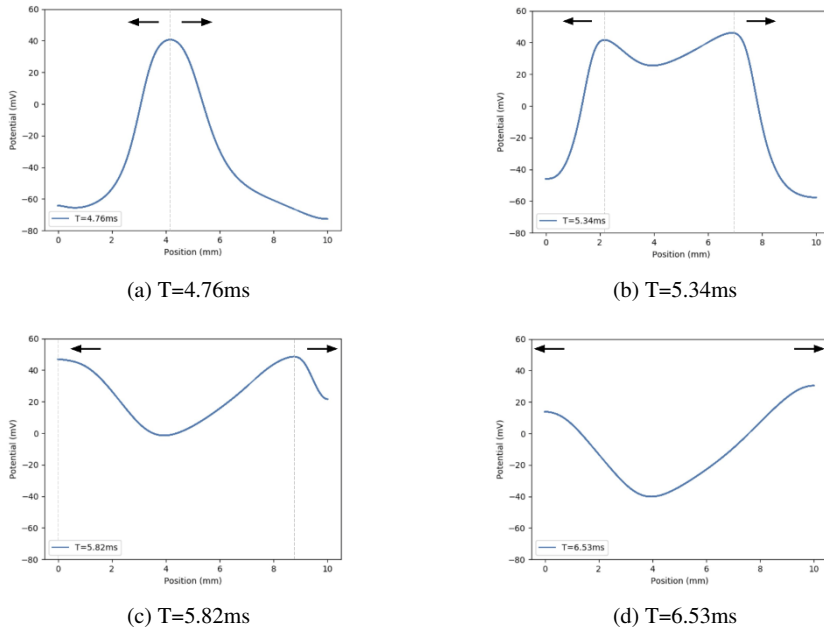 60
40
20
0
−20
−40
−60
−80
Potential (mV)
T=4.76ms
0 2 4 6 8 10
Position (mm)
(a) T=4.76ms
60
40
20
0
−20
−40
−60
−80
Potential (mV)
T=5.34ms
0 2 4 6 8 10
Position (mm)
(b) T=5.34ms
60
40
20
0
−20
−40
−60
−80
Potential (mV)
T=5.82ms
0 2 4 6 8 10
Position (mm)
(c) T=5.82ms
60
40
20
0
−20
−40
−60
−80
Potential (mV)
T=6.53ms
0 2 4 6 8 10
Position (mm)
(d) T=6.53ms